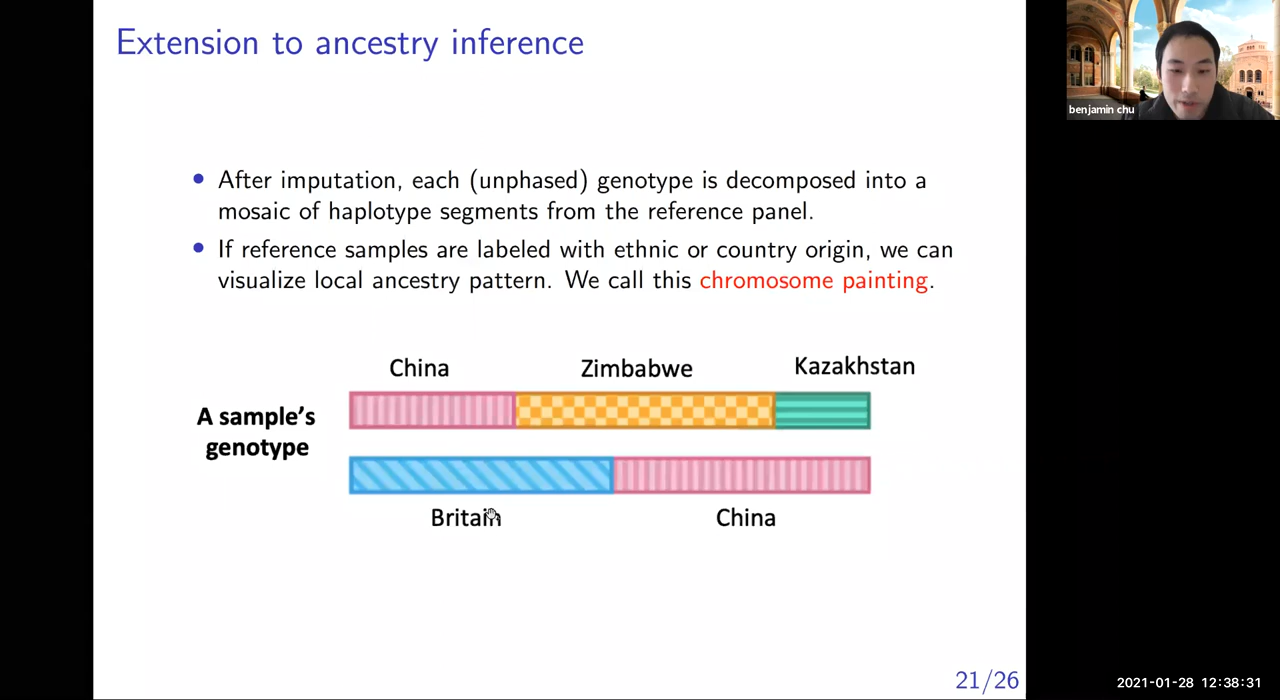 Extension to ancestry inference
benjamin chu
• After imputation, each (unphased) genotype is decomposed into a
mosaic of haplotype segments from the reference panel.
• If reference samples are labeled with ethnic or country origin, we can
visualize local ancestry pattern. We call this chromosome painting.
China Zimbabwe Kazakhstan
A sample's
genotype
Britain China
21/26
2021-01-28 12:38:31